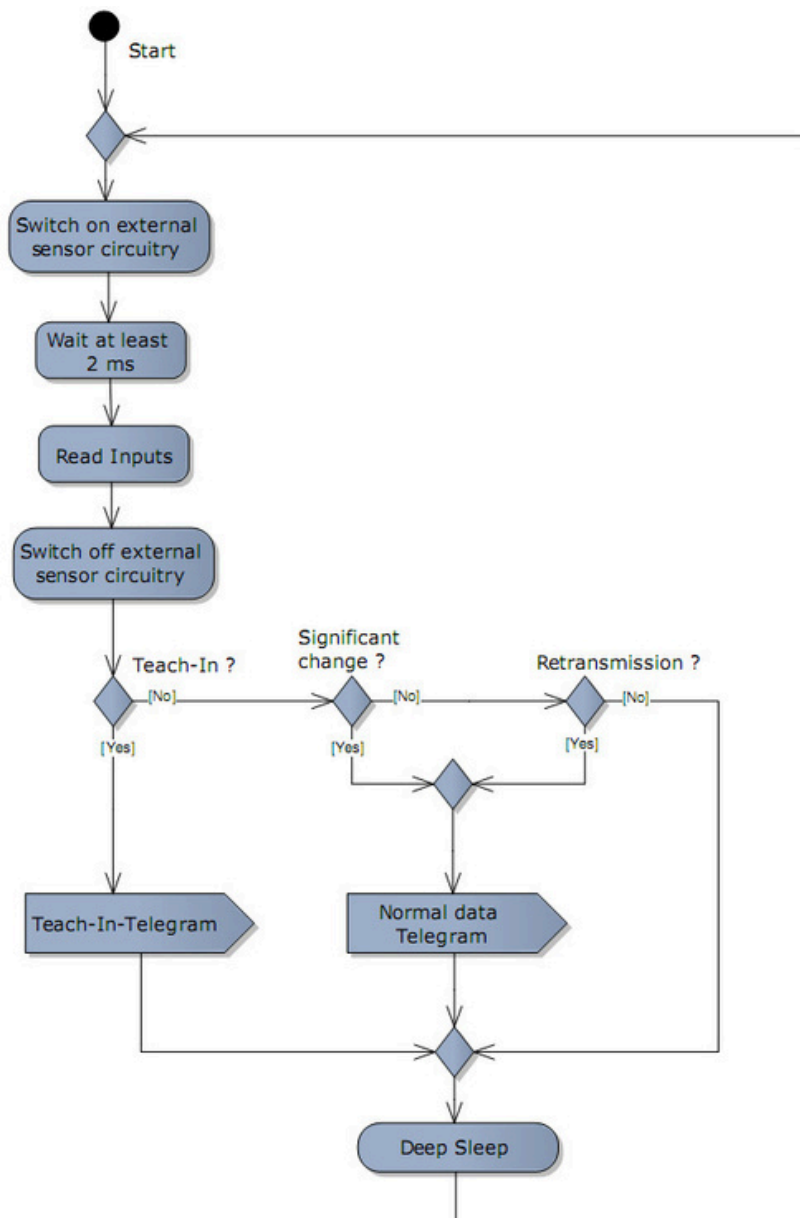 Start
Switch on external
sensor circuitry
Wait at least
2 ms
Read Inputs
Switch off external
sensor circuitry
Teach-In ?
Significant
change ?
Retransmission ?
[No]
[No]
[No]
[Yes]
[Yes]
[Yes]
Teach-In-Telegram
Normal data
Telegram
Deep Sleep